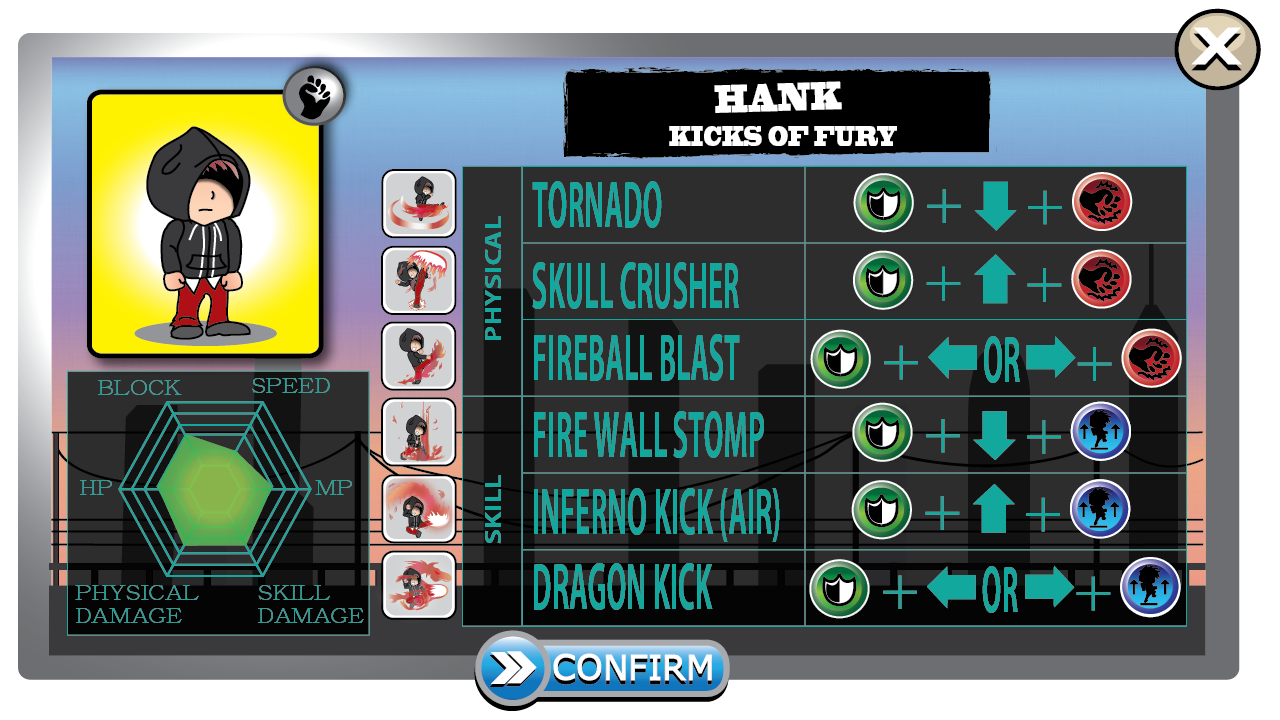 HANK
KICKS OF FURY
PHYSICAL
TORNADO
SKULL CRUSHER
FIREBALL BLAST
OR
SKILL
FIRE WALL STOMP
INFERNO KICK (AIR)
DRAGON KICK
OR
BLOCK
SPEED
HP
MP
PHYSICAL
DAMAGE
SKILL
DAMAGE
CONFIRM